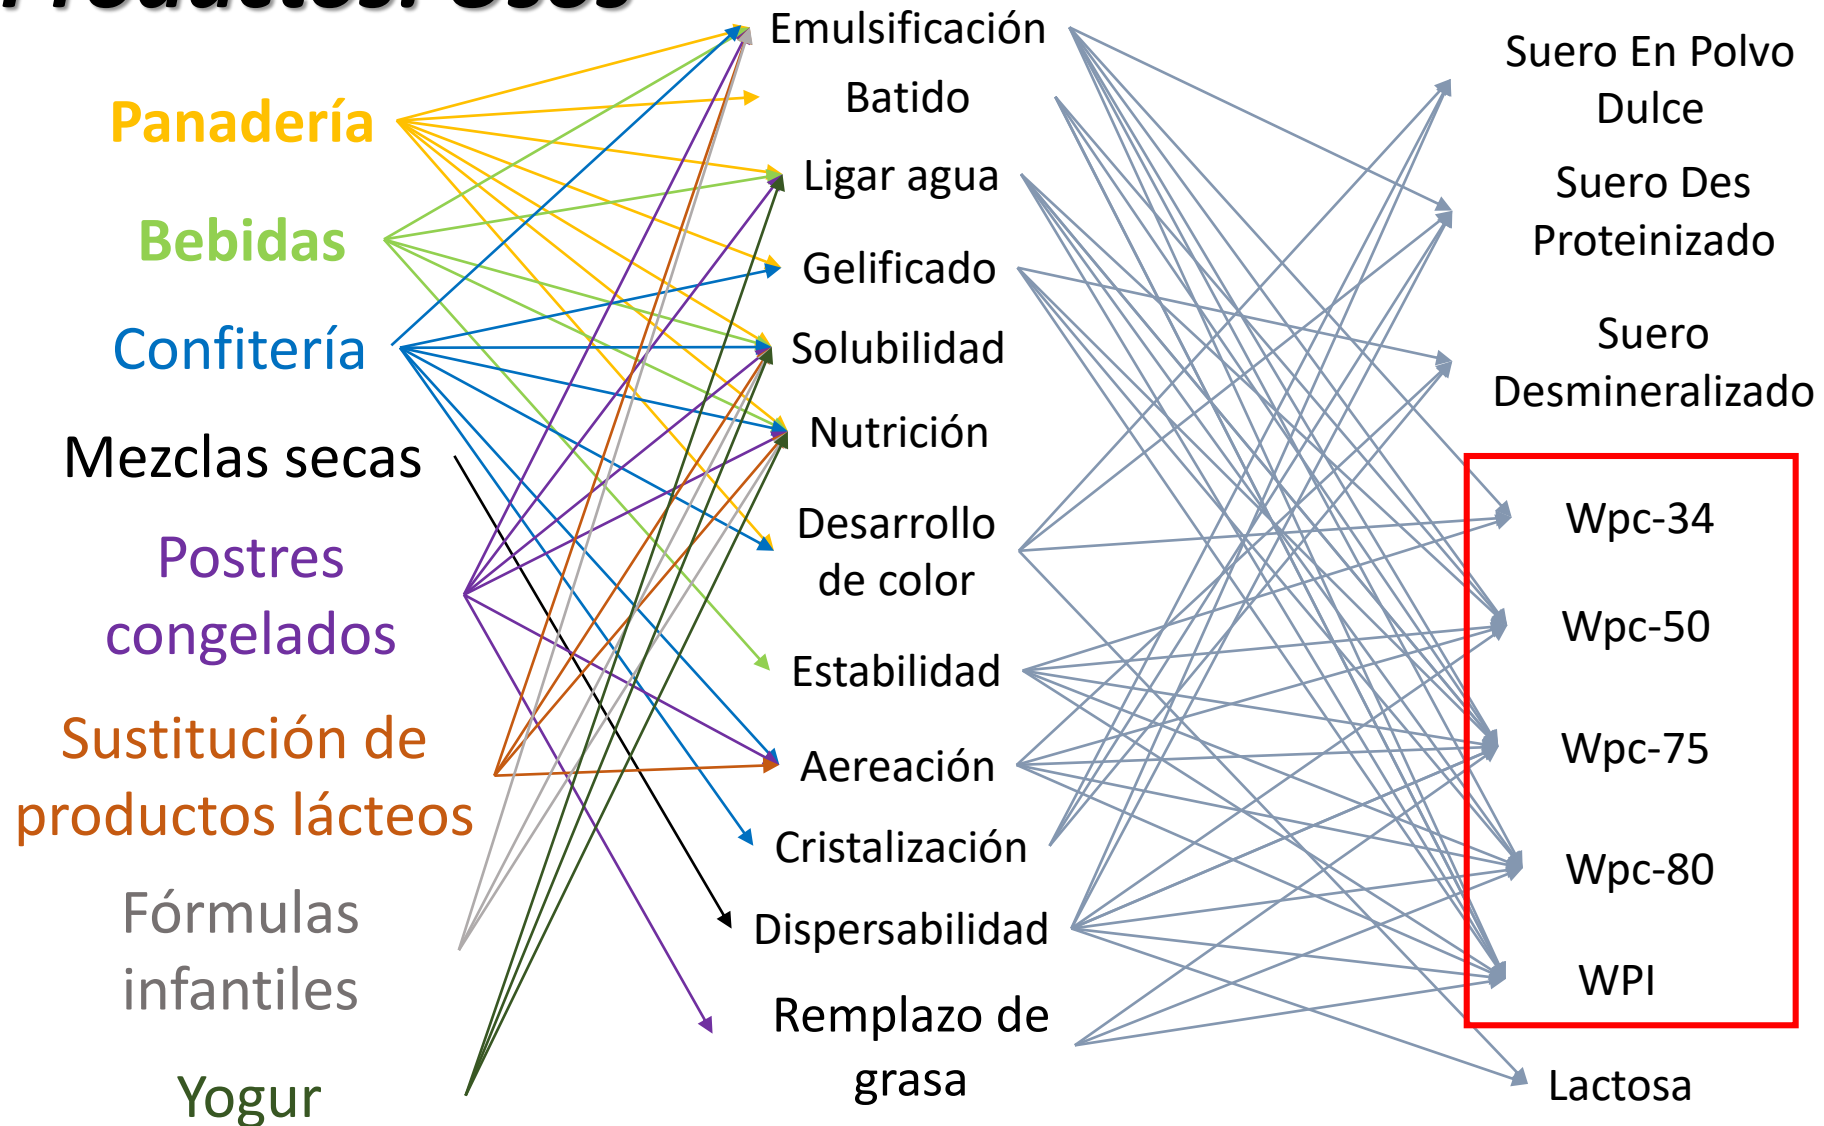 Productos: Usos
Panadería
Bebidas
Confitería
Mezclas secas
Postres
congelados
Sustitución de
productos lácteos
Fórmulas
infantiles
Yogur
Emulsificación
Batido
Ligar agua
Gelificado
Solubilidad
Nutrición
Desarrollo
de color
Estabilidad
Aereación
Cristalización
Dispersabilidad
Remplazo de
grasa
Suero En Polvo
Dulce
Suero Des
Proteinizado
Suero
Desmineralizado
Wpc-34
Wpc-50
Wpc-75
Wpc-80
WPI
Lactosa